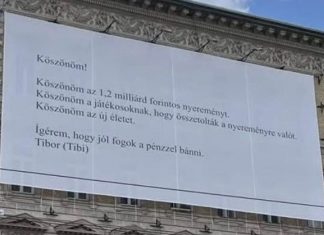 Köszönöm!
Köszönöm az 1,2 milliárd forintos nyereményt.
Köszönöm a játékosoknak, hogy összetolták a nyereményre valót.
Köszönöm az új életet.
Ígérem, hogy jól fogok a pénzzel bánni.
Tibor (Tibi)